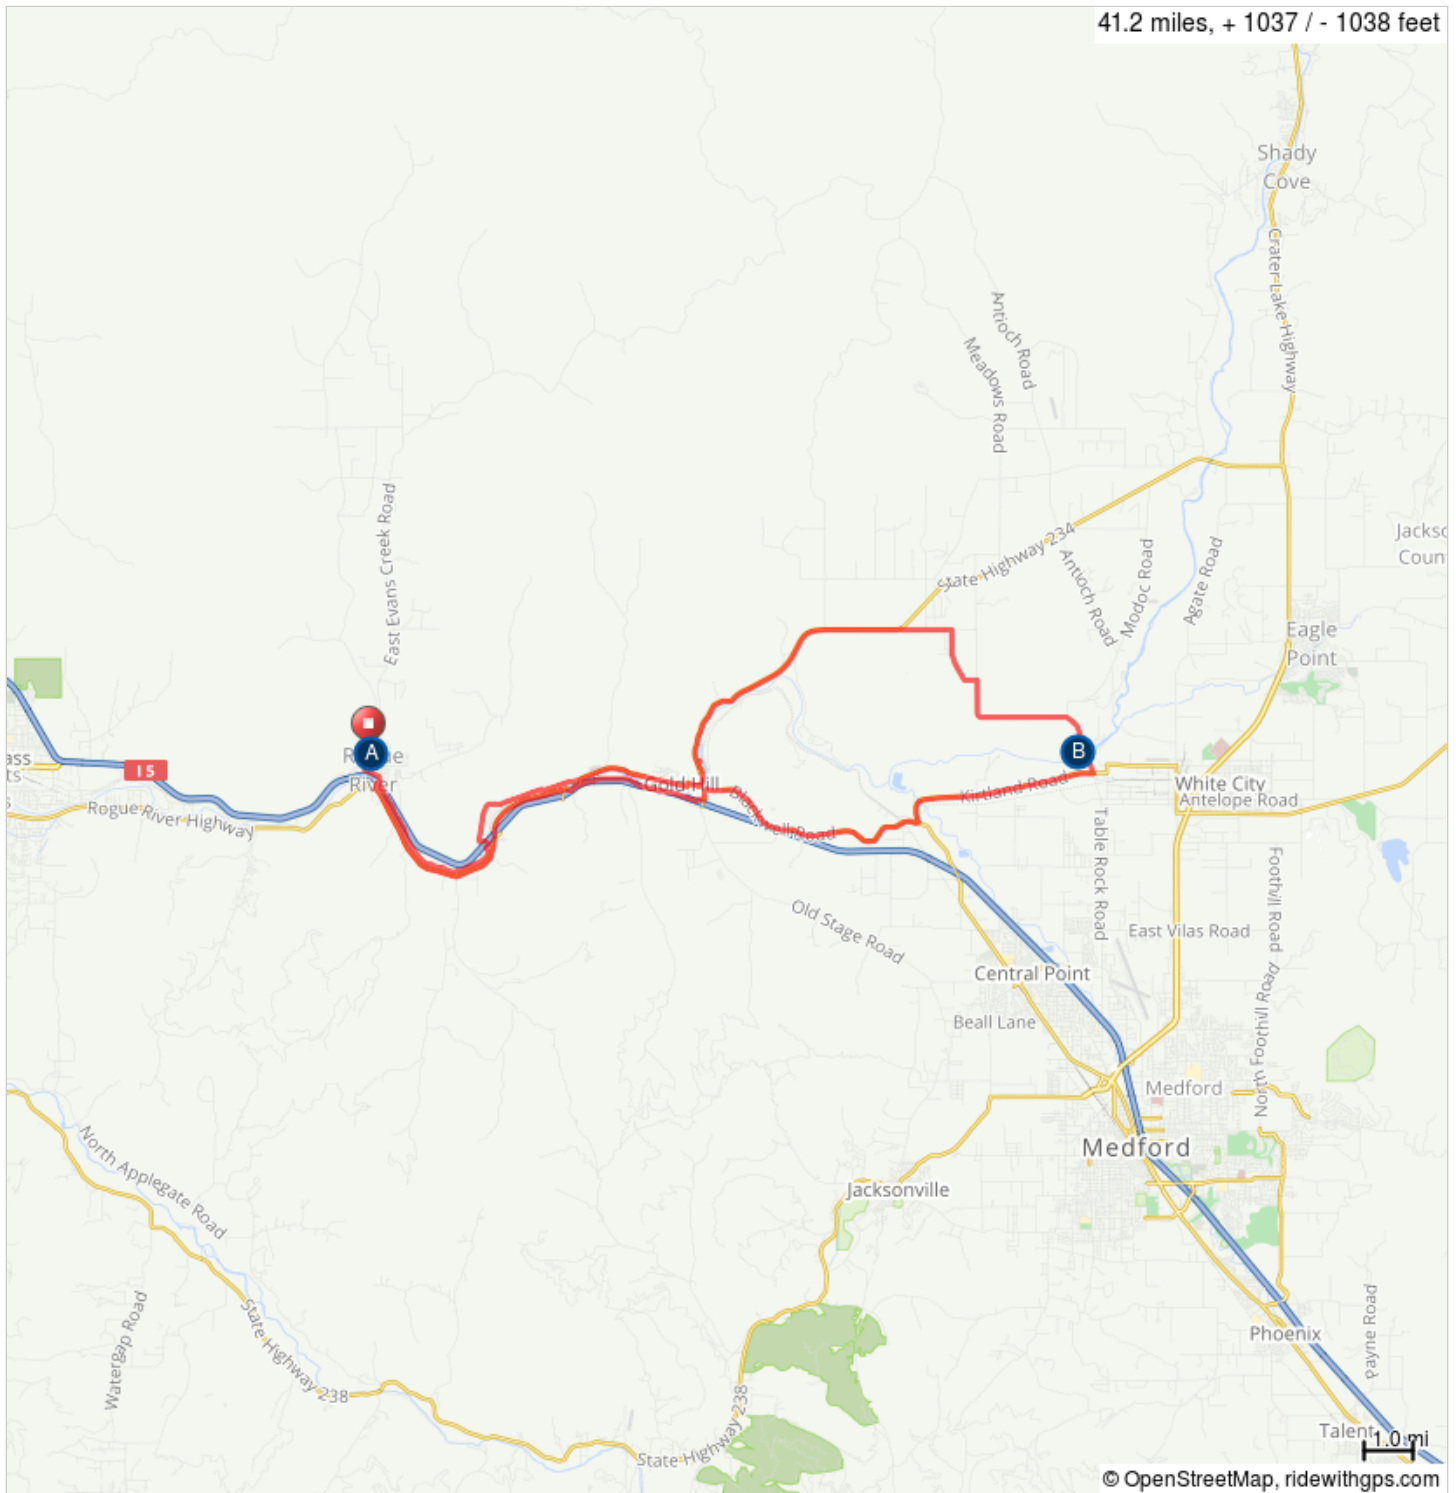 41.2 miles, + 1037 / - 1038 feet
Shady
Cove
Crater Lake Highway
Antioch Road
Meadows Road
East Evans Creek Road
State Highway 234
Antioch Road
Modoc Road
Agate Road
Eagle
Point
A
River
I 5
Rogue River Highway
Gold Hill
Blackwell Road
Kirtland Road
B
White City
Antelope Road
Table Rock Road
Foothill Road
Old Stage Road
East Vilas Road
Central Point
Beall Lane
North Foothill Road
Medford
Medford
Jacksonville
North Applegate Road
Watergap Road
State Highway 238
State Highway 238
Phoenix
Payne Road
Talent
1.0 mi
© OpenStreetMap, ridewithgps.com